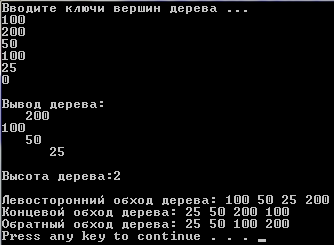 Вводите ключи вершин дерева ...
100
200
50
100
25
0
Вывод дерева:
200
100
50
25
Высота дерева:2
Левосторонний обход дерева: 100 50 25 200
Концевой обход дерева: 25 50 200 100
Обратный обход дерева: 25 50 100 200
Press any key to continue . . .